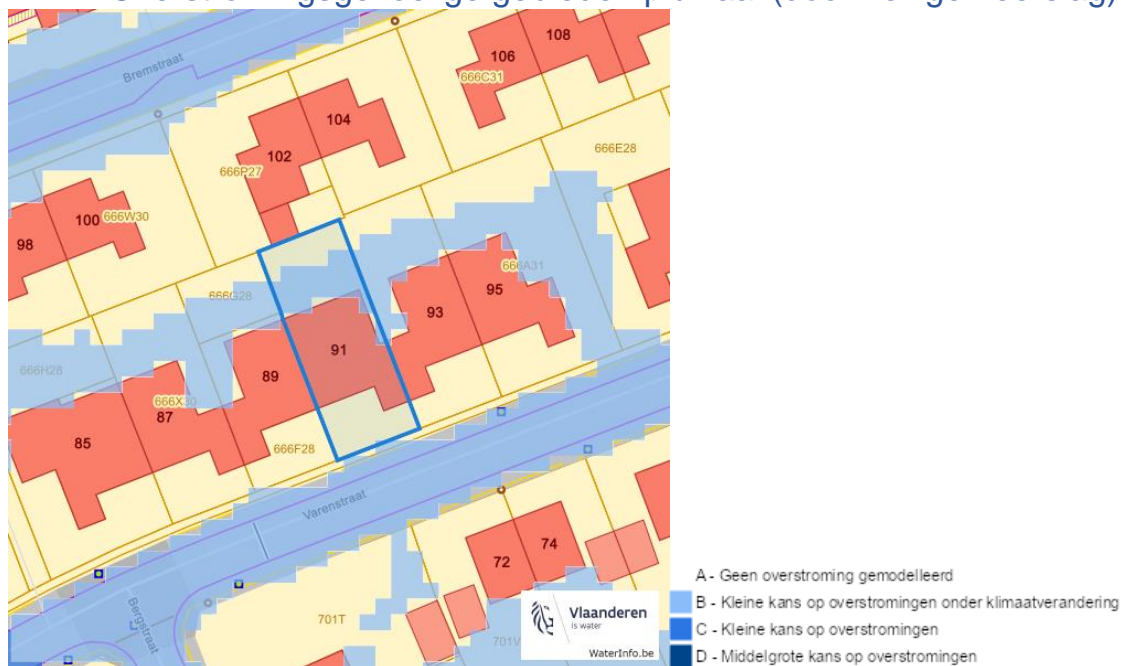 Bremstraat
108
106
666C31
104
102
666E28
666P27
100
666W30
98
666A31
95
666G28
93
91
89
666H28
666X30
87
85
666F28
Varenstraat
74
72
Bergstraat
701T
701V
Vlaanderen
is water
WaterInfo.be
A - Geen overstroming gemodelleerd
B - Kleine kans op overstromingen onder klimaatverandering
C - Kleine kans op overstromingen
D - Middelgrote kans op overstromingen